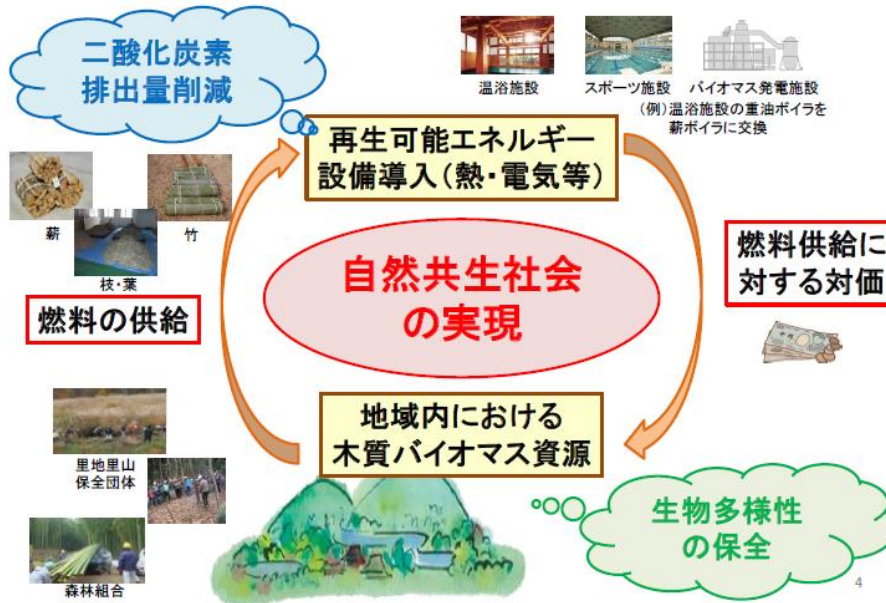 二酸化炭素
排出量削減
温浴施設
スポーツ施設
バイオマス発電施設
(例)温浴施設の重油ボイラを
薪ボイラに交換
再生可能エネルギー
設備導入(熱・電気等)
薪
竹
枝・葉
燃料の供給
自然共生社会
の実現
燃料供給に
対する対価
地域内における
木質バイオマス資源
里地里山
保全団体
森林組合
生物多様性
の保全
4